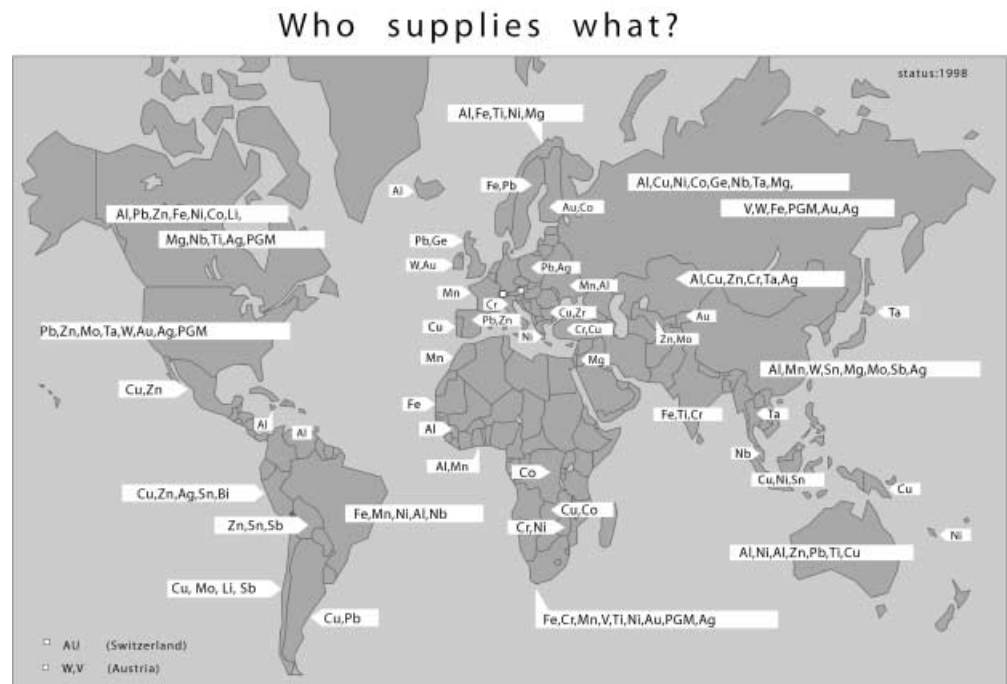 Who supplies what?
status:1998
Al,Fe,Ti,Ni,Mg
Al
Fe,Pb
Al,Cu,Ni,Co,Ge,Nb,Ta,Mg,
Au,Co
V,W,Fe,PGM,Au,Ag
Al,Pb,Zn,Fe,Ni,Co,Li,
Mg,Nb,Ti,Ag,PGM
Pb,Ge
W,Au
Pb,Ag
Al,Cu,Zn,Cr,Ta,Ag
Mn
Mn,Al
Cr
Cu,Zr
Au
Ta
Pb,Zn
Cu
Cr,Cu
Pb,Zn,Mo,Ta,W,Au,Ag,PGM
Ni
Zn,Mo
Mn
Mg
Al,Mn,W,Sn,Mg,Mo,Sb,Ag
Cu,Zn
Fe
Fe,Ti,Cr
Ta
Al
Al
Al
Nb
Al,Mn
Co
Cu,Ni,Sn
Cu
Cu,Zn,Ag,Sn,Bi
Fe,Mn,Ni,Al,Nb
Cu,Co
Zn,Sn,Sb
Cr,Ni
Ni
Al,Ni,Al,Zn,Pb,Ti,Cu
Cu, Mo, Li, Sb
Cu,Pb
Fe,Cr,Mn,V,Ti,Ni,Au,PGM,Ag
AU (Switzerland)
W,V (Austria)